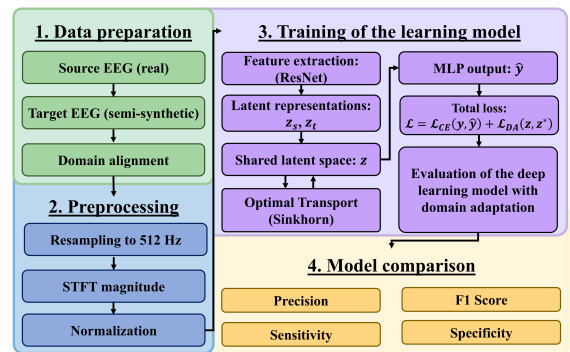 1. Data preparation
Source EEG (real)
Target EEG (semi-synthetic)
Domain alignment
2. Preprocessing
Resampling to 512 Hz
STFT magnitude
Normalization
3. Training of the learning model
Feature extraction:
(ResNet)
Latent representations:
z_s, z_t
Shared latent space: z
Optimal Transport
(Sinkhorn)
MLP output: ŷ
Total loss:
ℒ = ℒ_CE(y, ŷ) + ℒ_DA(z, z*)
Evaluation of the deep
learning model with
domain adaptation
4. Model comparison
Precision
F1 Score
Sensitivity
Specificity